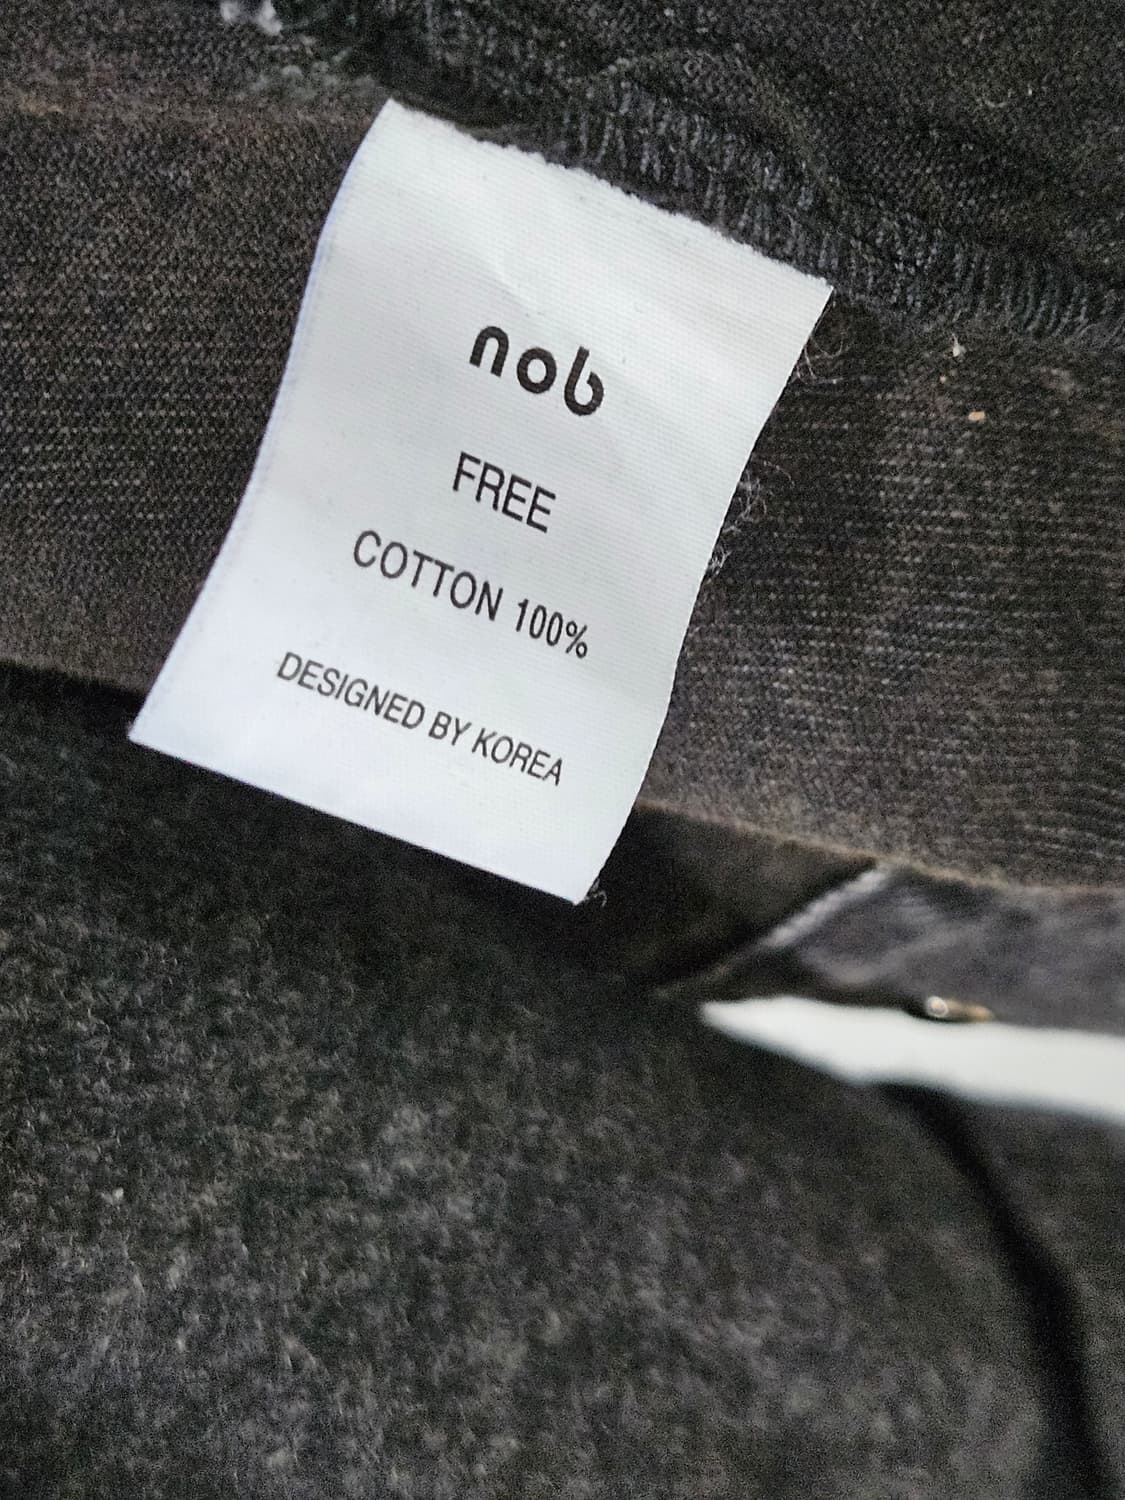 nob
FREE
COTTON 100%
DESIGNED BY KOREA